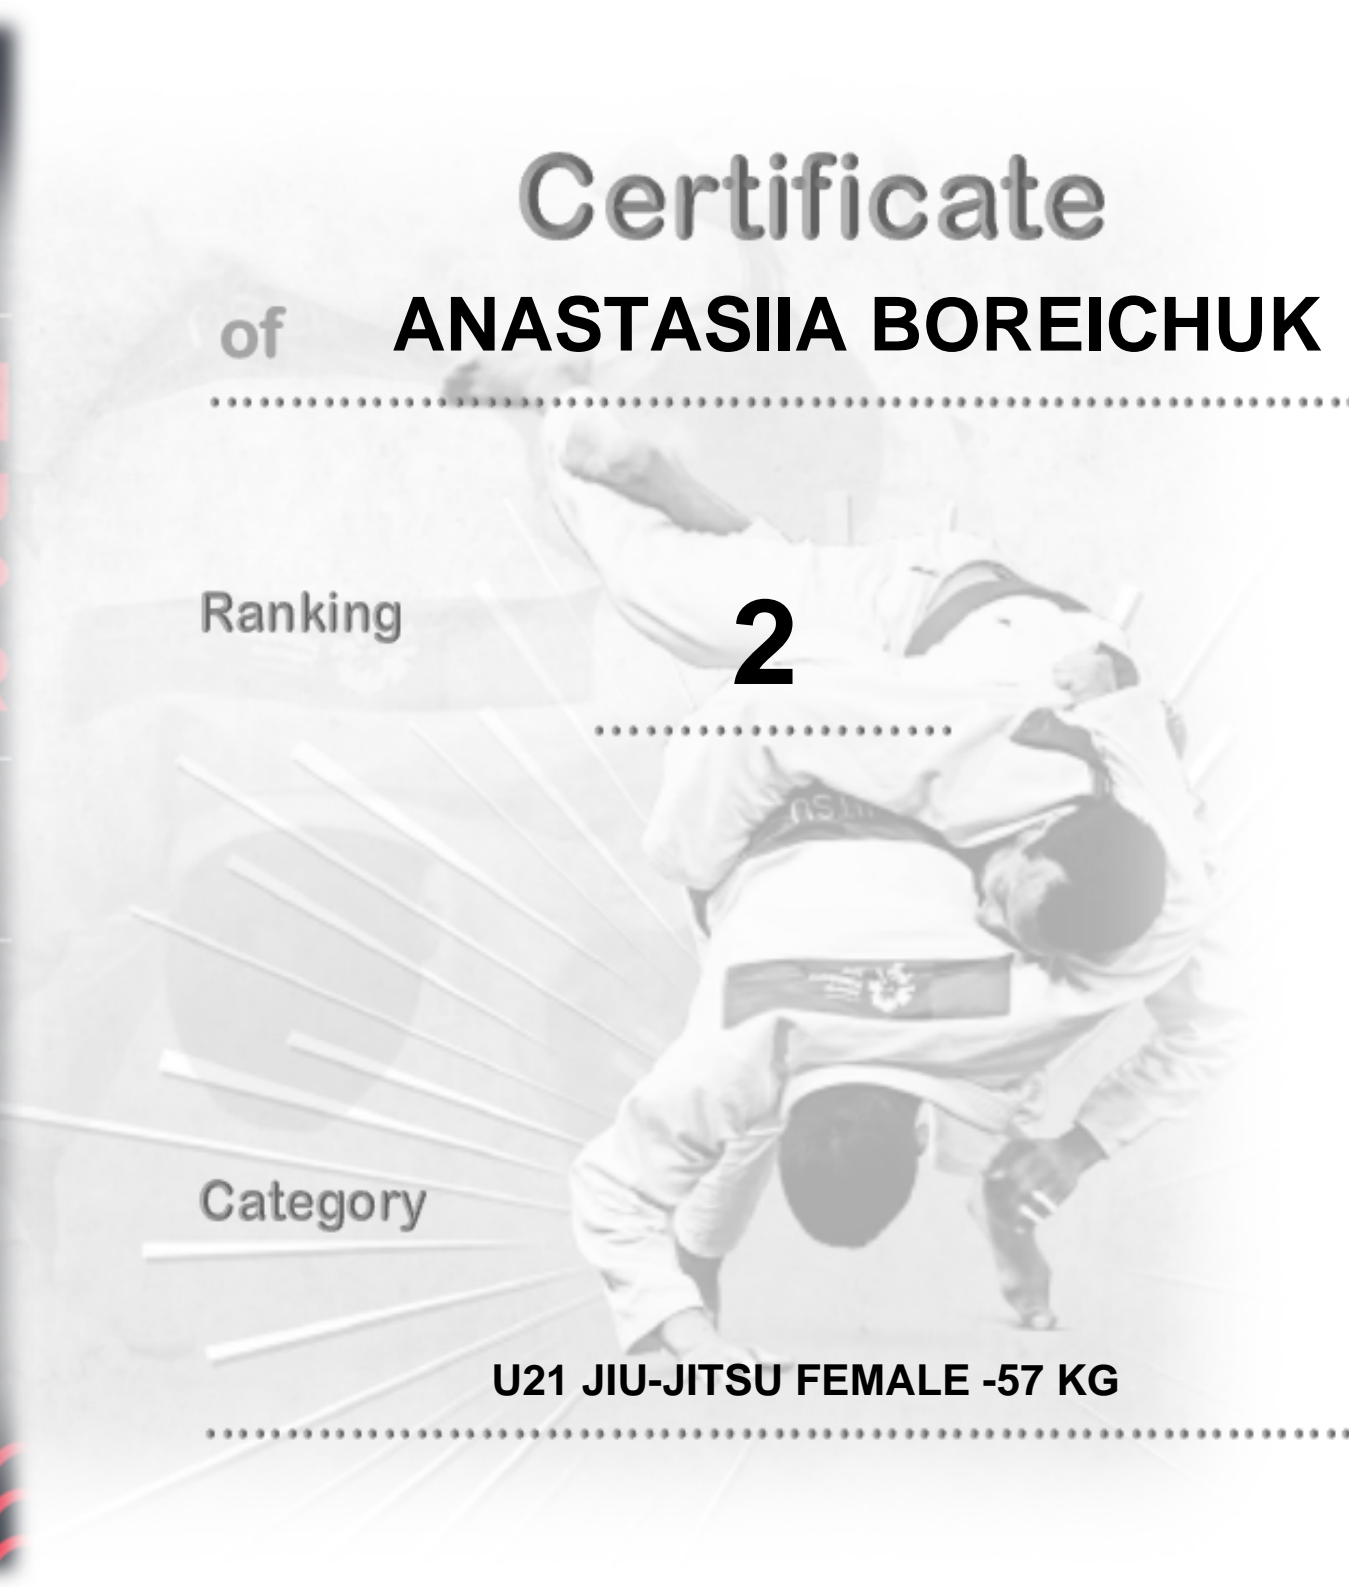 Certificate
of ANASTASIIA BOREICHUK
Ranking 2
Category
U21 JIU-JITSU FEMALE -57 KG